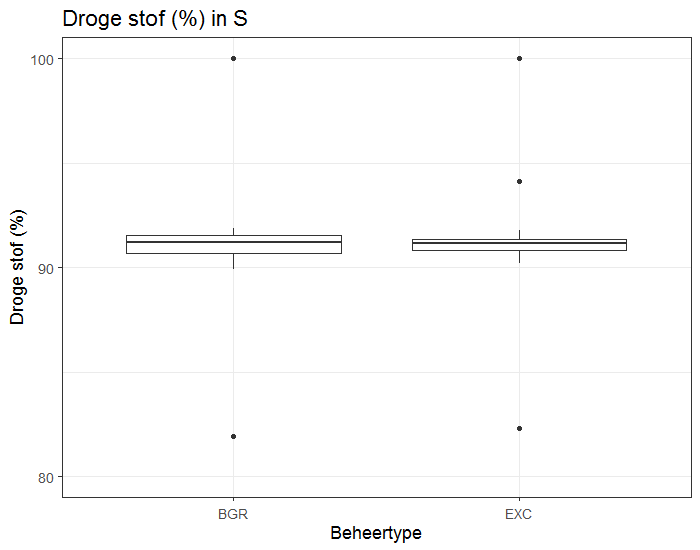 Droge stof (%) in S
100
90
80
Droge stof (%)
BGR
EXC
Beheertype